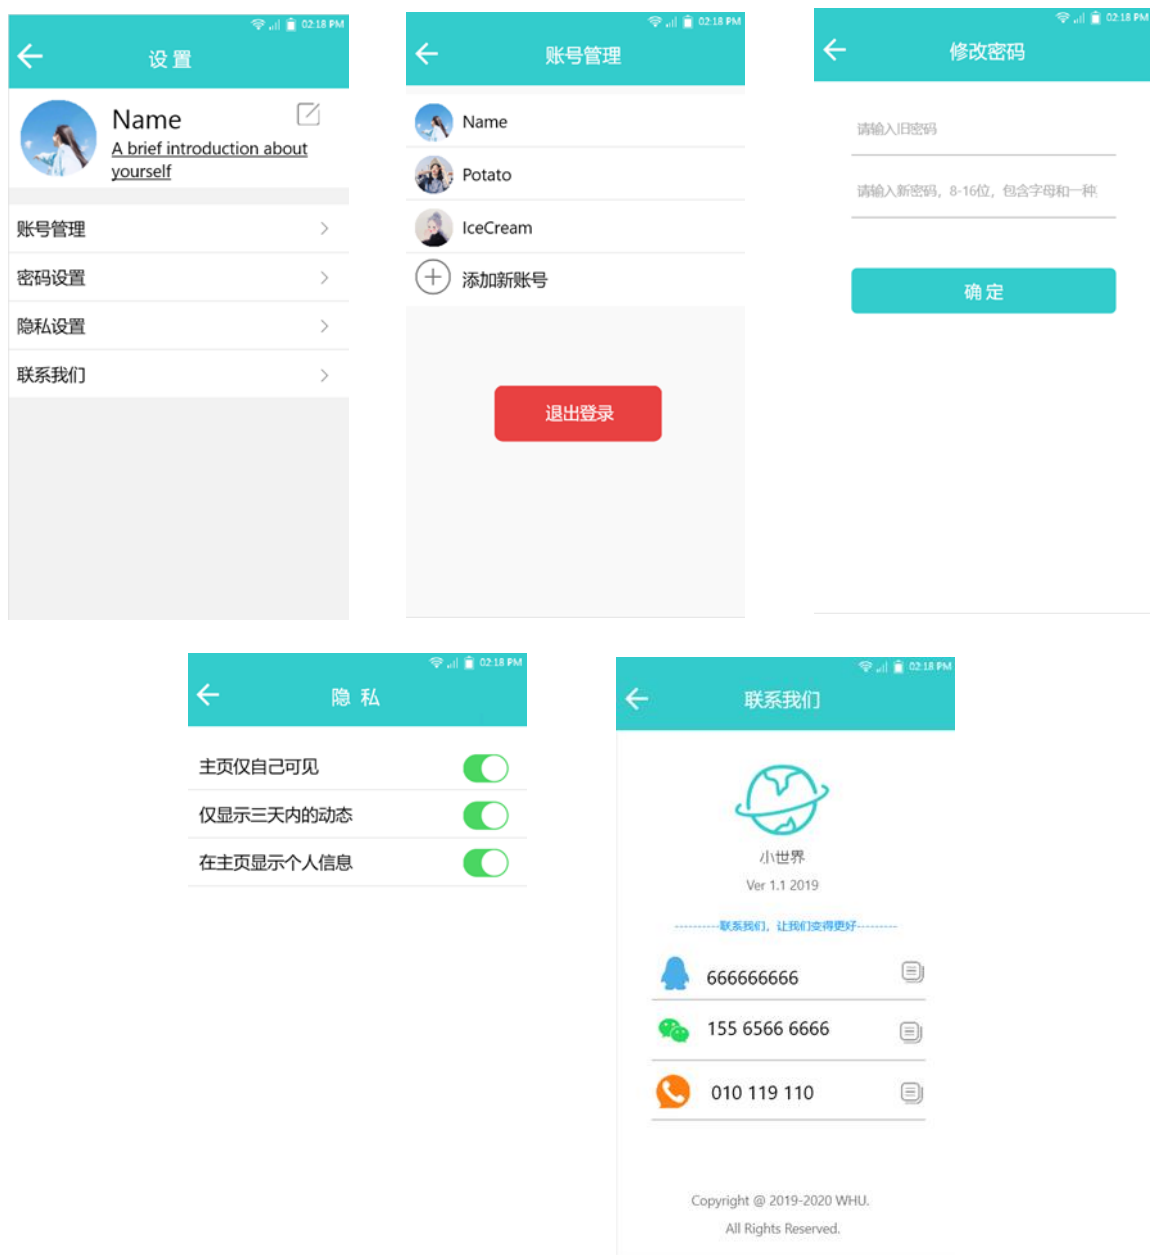 02:18 PM
设 置
Name
A brief introduction about
yourself
账号管理
密码设置
隐私设置
联系我们
02:18 PM
账号管理
Name
Potato
IceCream
添加新账号
退出登录
02:18 PM
修改密码
请输入旧密码
请输入新密码，8-16位，包含字母和一种
确 定
02:18 PM
隐 私
主页仅自己可见
仅显示三天内的动态
在主页显示个人信息
02:18 PM
联系我们
小世界
Ver 1.1 2019
----------联系我们，让我们变得更好---------
666666666
155 6566 6666
010 119 110
Copyright @ 2019-2020 WHU.
All Rights Reserved.